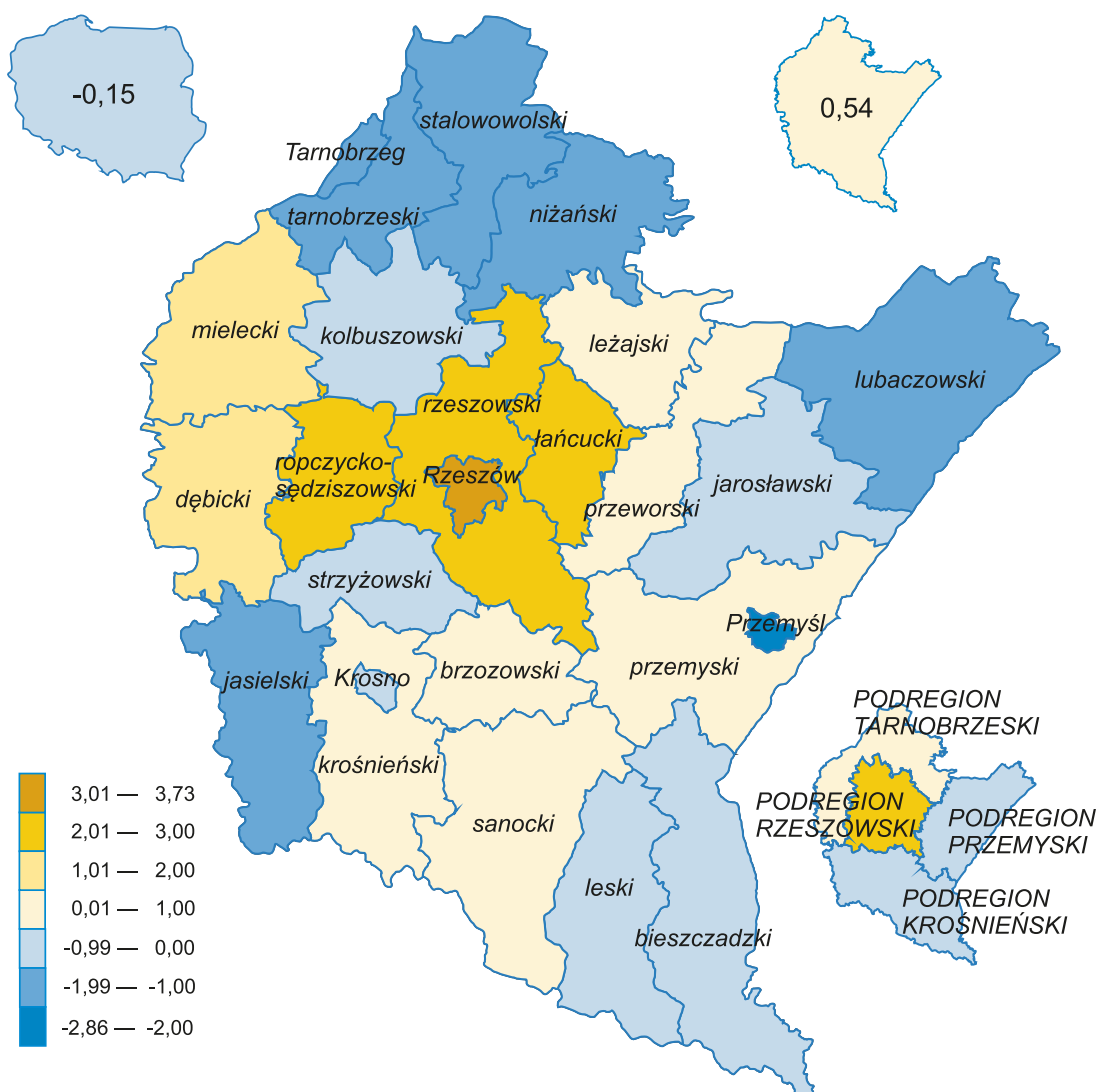 -0,15
0,54
stalowowolski
Tarnobrzeg
tarnobrzeski
niżański
mielecki
kolbuszowski
leżajski
lubaczowski
rzeszowski
łańcucki
ropczycko-
sędziszowski
Rzeszów
dębicki
przeworski
jarosławski
strzyżowski
Przemyśl
przemyski
jasielski
Krosno
brzozowski
krośnieński
sanocki
leski
bieszczadzki
PODREGION
TARNOBRZESKI
PODREGION
RZESZOWSKI
PODREGION
PRZEMYSKI
PODREGION
KROŚNIEŃSKI
3,01 — 3,73
2,01 — 3,00
1,01 — 2,00
0,01 — 1,00
-0,99 — 0,00
-1,99 — -1,00
-2,86 — -2,00